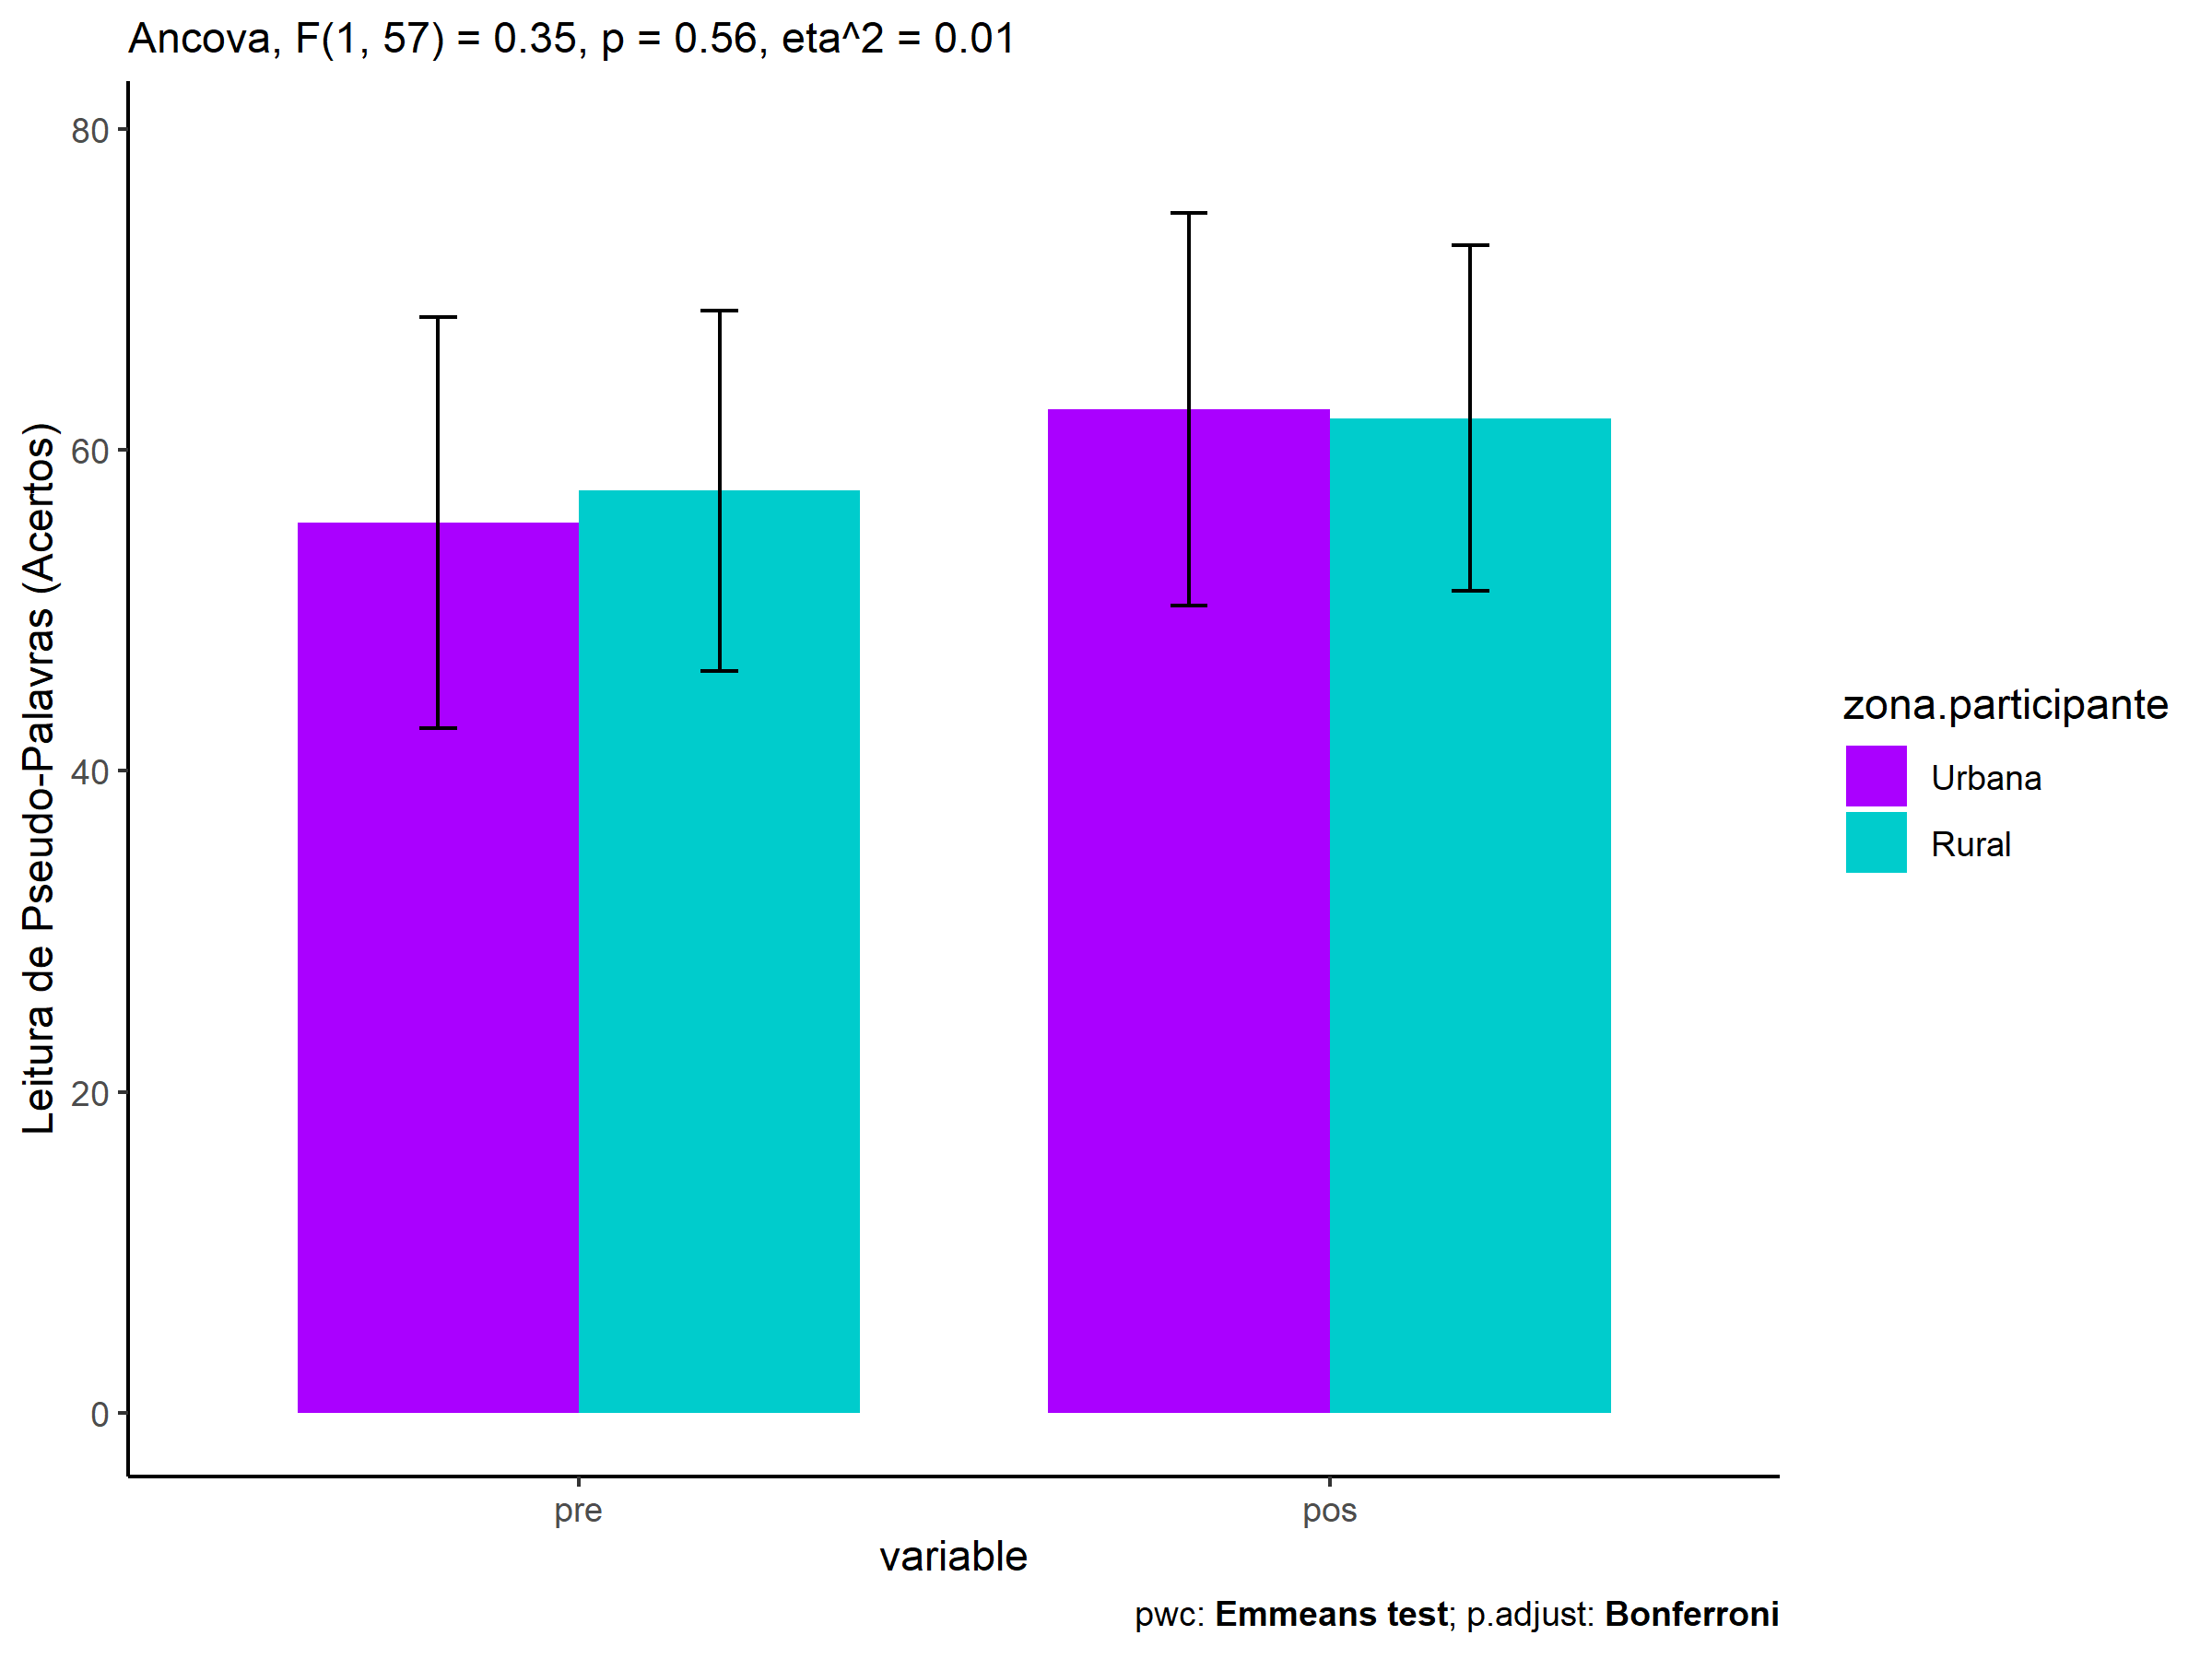 Ancova, F(1, 57) = 0.35, p = 0.56, eta^2 = 0.01
Leitura de Pseudo-Palavras (Acertos)
80
60
40
20
0
pre
pos
variable
zona.participante
Urbana
Rural
pwc: Emmeans test; p.adjust: Bonferroni